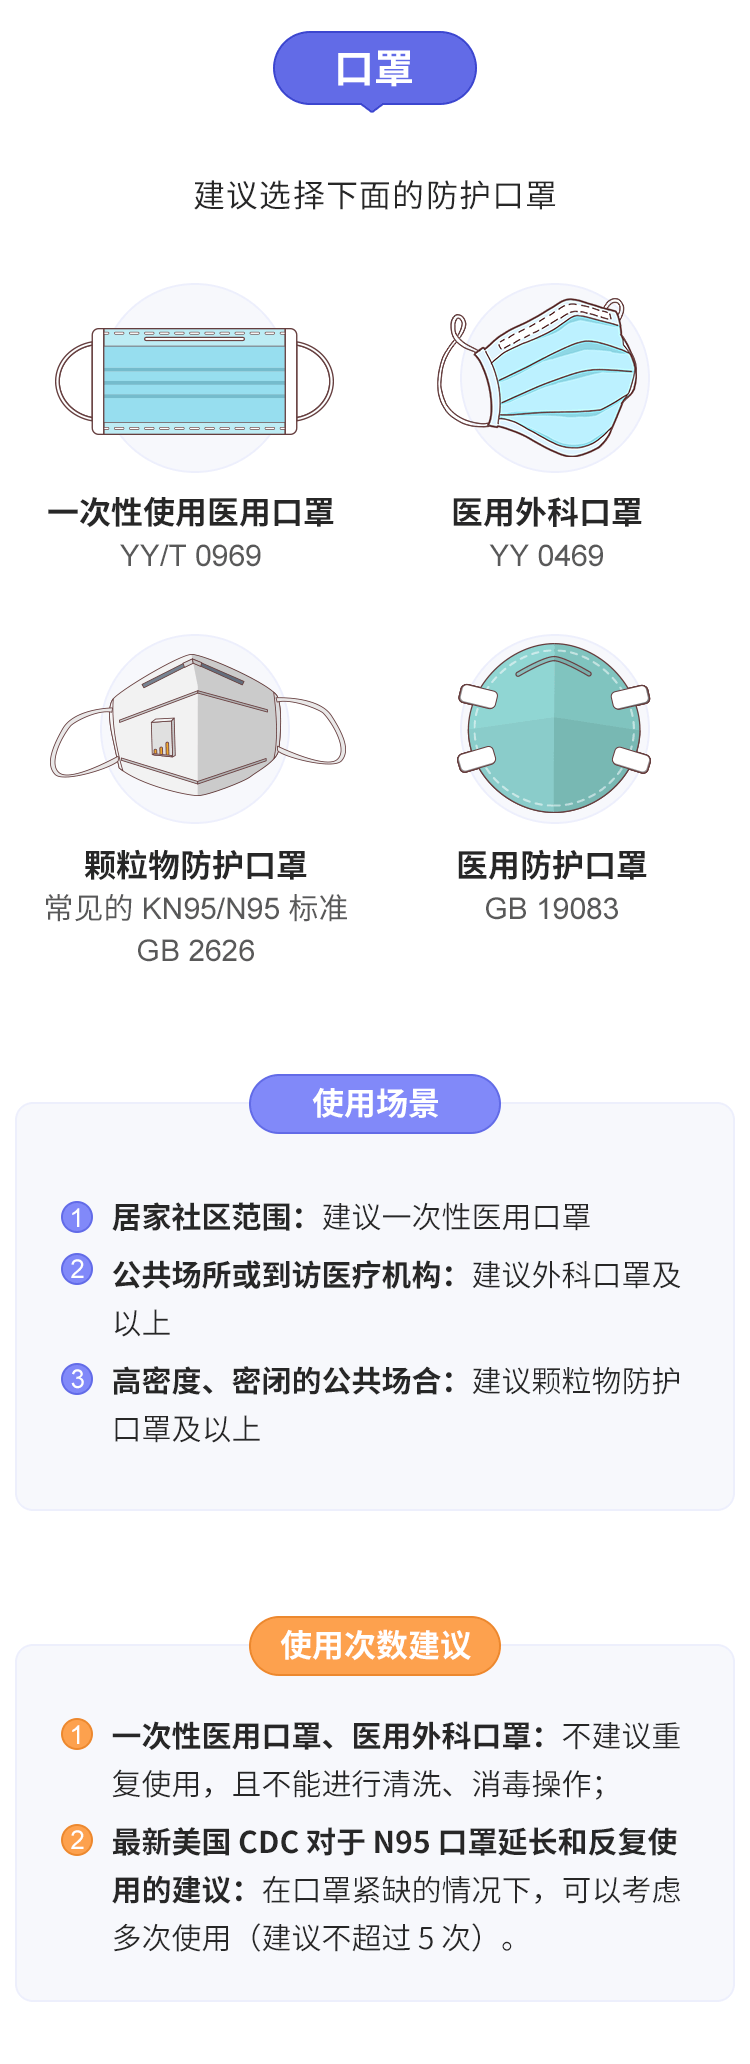 口罩
建议选择下面的防护口罩
一次性使用医用口罩
YY/T 0969
医用外科口罩
YY 0469
颗粒物防护口罩
常见的 KN95/N95 标准
GB 2626
医用防护口罩
GB 19083
使用场景
1 居家社区范围：建议一次性医用口罩
2 公共场所或到访医疗机构：建议外科口罩及
以上
3 高密度、密闭的公共场合：建议颗粒物防护
口罩及以上
使用次数建议
1 一次性医用口罩、医用外科口罩：不建议重
复使用，且不能进行清洗、消毒操作；
2 最新美国 CDC 对于 N95 口罩延长和反复使
用的建议：在口罩紧缺的情况下，可以考虑
多次使用（建议不超过 5 次）。